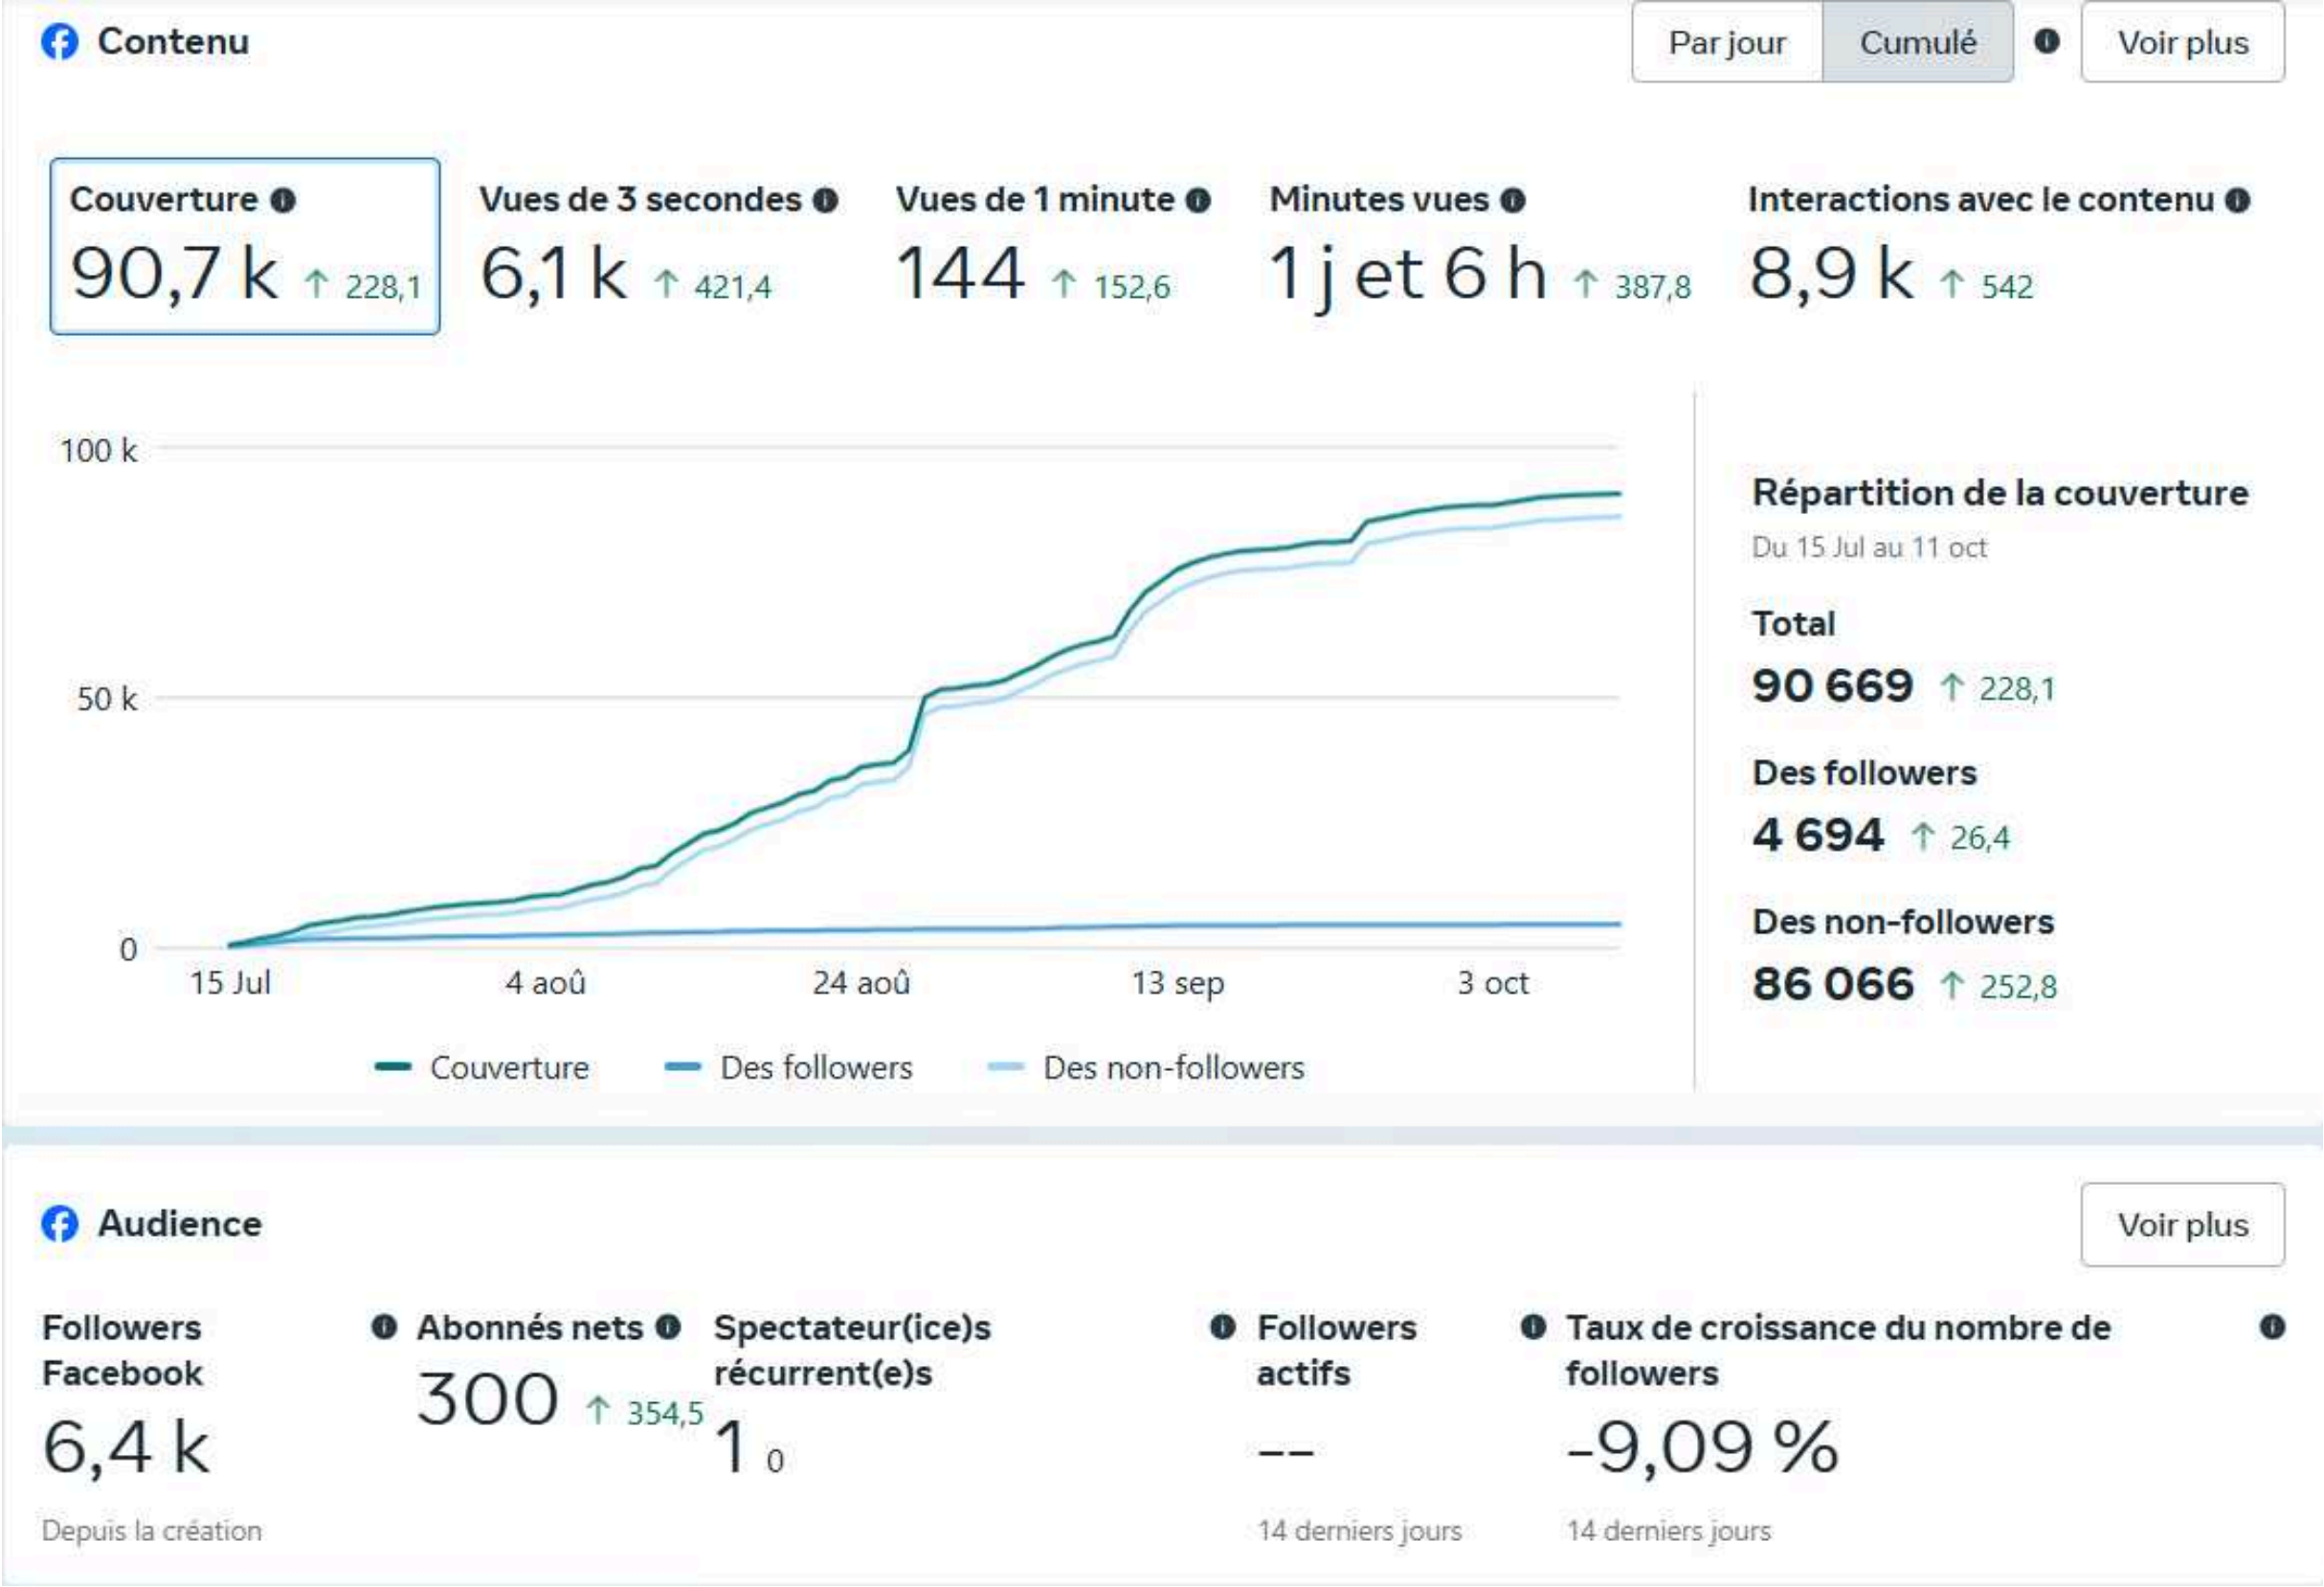 Contenu
Par jour
Cumulé
Voir plus
Couverture
90,7 k ↑ 228,1
Vues de 3 secondes
6,1 k ↑ 421,4
Vues de 1 minute
144 ↑ 152,6
Minutes vues
1 j et 6 h ↑ 387,8
Interactions avec le contenu
8,9 k ↑ 542
100 k
50 k
0
15 Jul
4 aoû
24 aoû
13 sep
3 oct
Couverture
Des followers
Des non-followers
Répartition de la couverture
Du 15 Jul au 11 oct
Total
90 669 ↑ 228,1
Des followers
4 694 ↑ 26,4
Des non-followers
86 066 ↑ 252,8
Audience
Voir plus
Followers
Facebook
6,4 k
Depuis la création
Abonnés nets
300 ↑ 354,5
Spectateur(ice)s
récurrent(e)s
1 0
Followers
actifs
--
14 derniers jours
Taux de croissance du nombre de
followers
-9,09 %
14 derniers jours